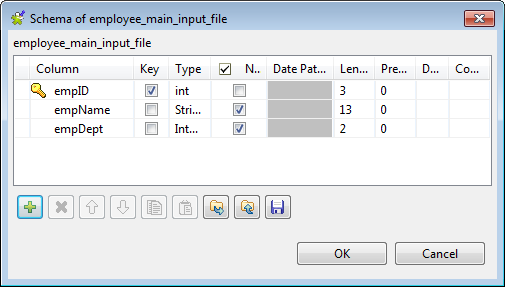 Schema of employee_main_input_file
employee_main_input_file
Column Key Type N.. Date Pat... Len... Pre... D... Co...
empID int 3 0
empName Stri... 13 0
empDept Int... 2 0
OK Cancel